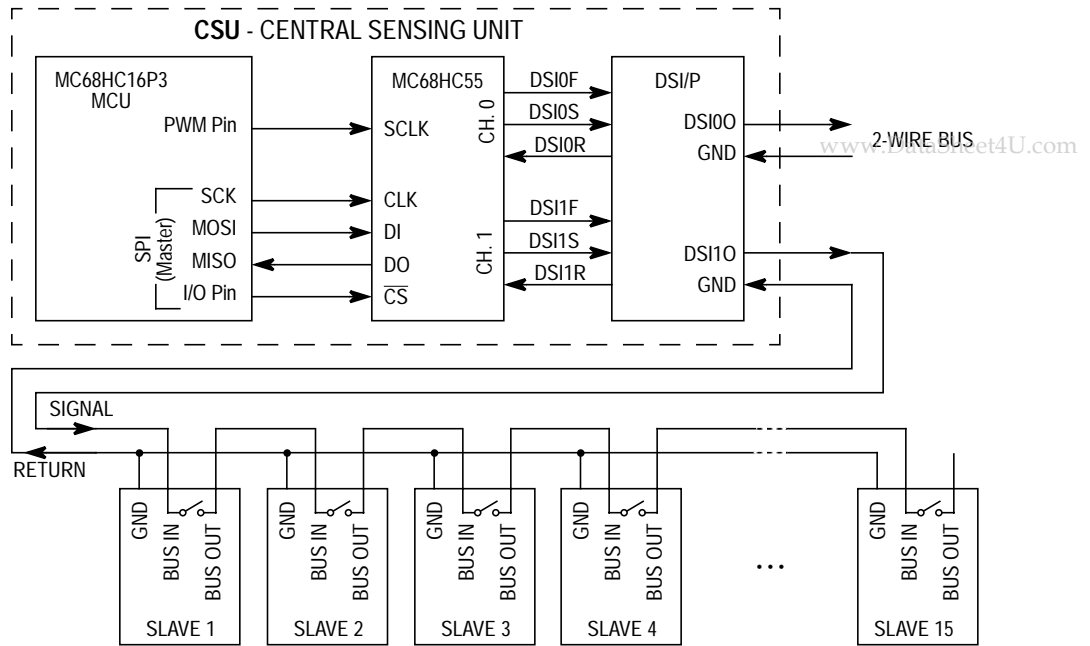 CSU - CENTRAL SENSING UNIT
MC68HC16P3
MCU
PWM Pin
SPI
(Master)
SCK
MOSI
MISO
I/O Pin
MC68HC55
SCLK
CLK
DI
DO
CS
CH. 0
CH. 1
DSI0F
DSI0S
DSI0R
DSI1F
DSI1S
DSI1R
DSI/P
DSI0O
GND
DSI1O
GND
2-WIRE BUS
www.DataSheet4U.com
SIGNAL
RETURN
GND
BUS IN
BUS OUT
SLAVE 1
GND
BUS IN
BUS OUT
SLAVE 2
GND
BUS IN
BUS OUT
SLAVE 3
GND
BUS IN
BUS OUT
SLAVE 4
...
GND
BUS IN
BUS OUT
SLAVE 15